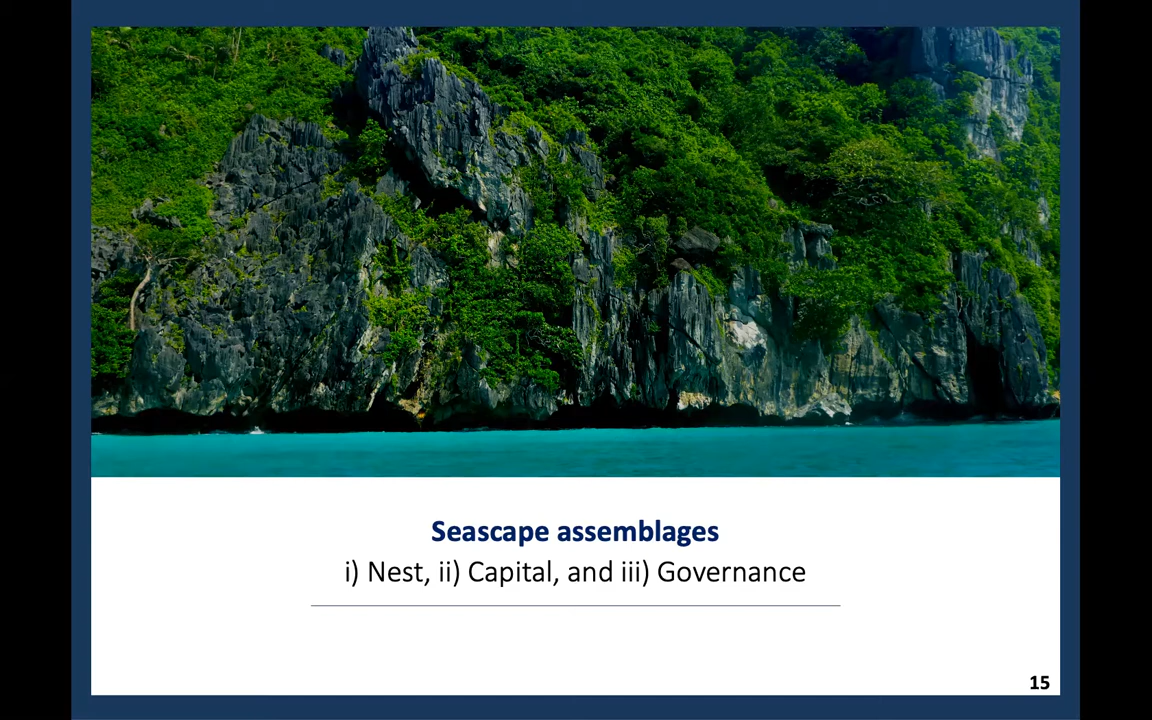 Seascape assemblages
i) Nest, ii) Capital, and iii) Governance
15